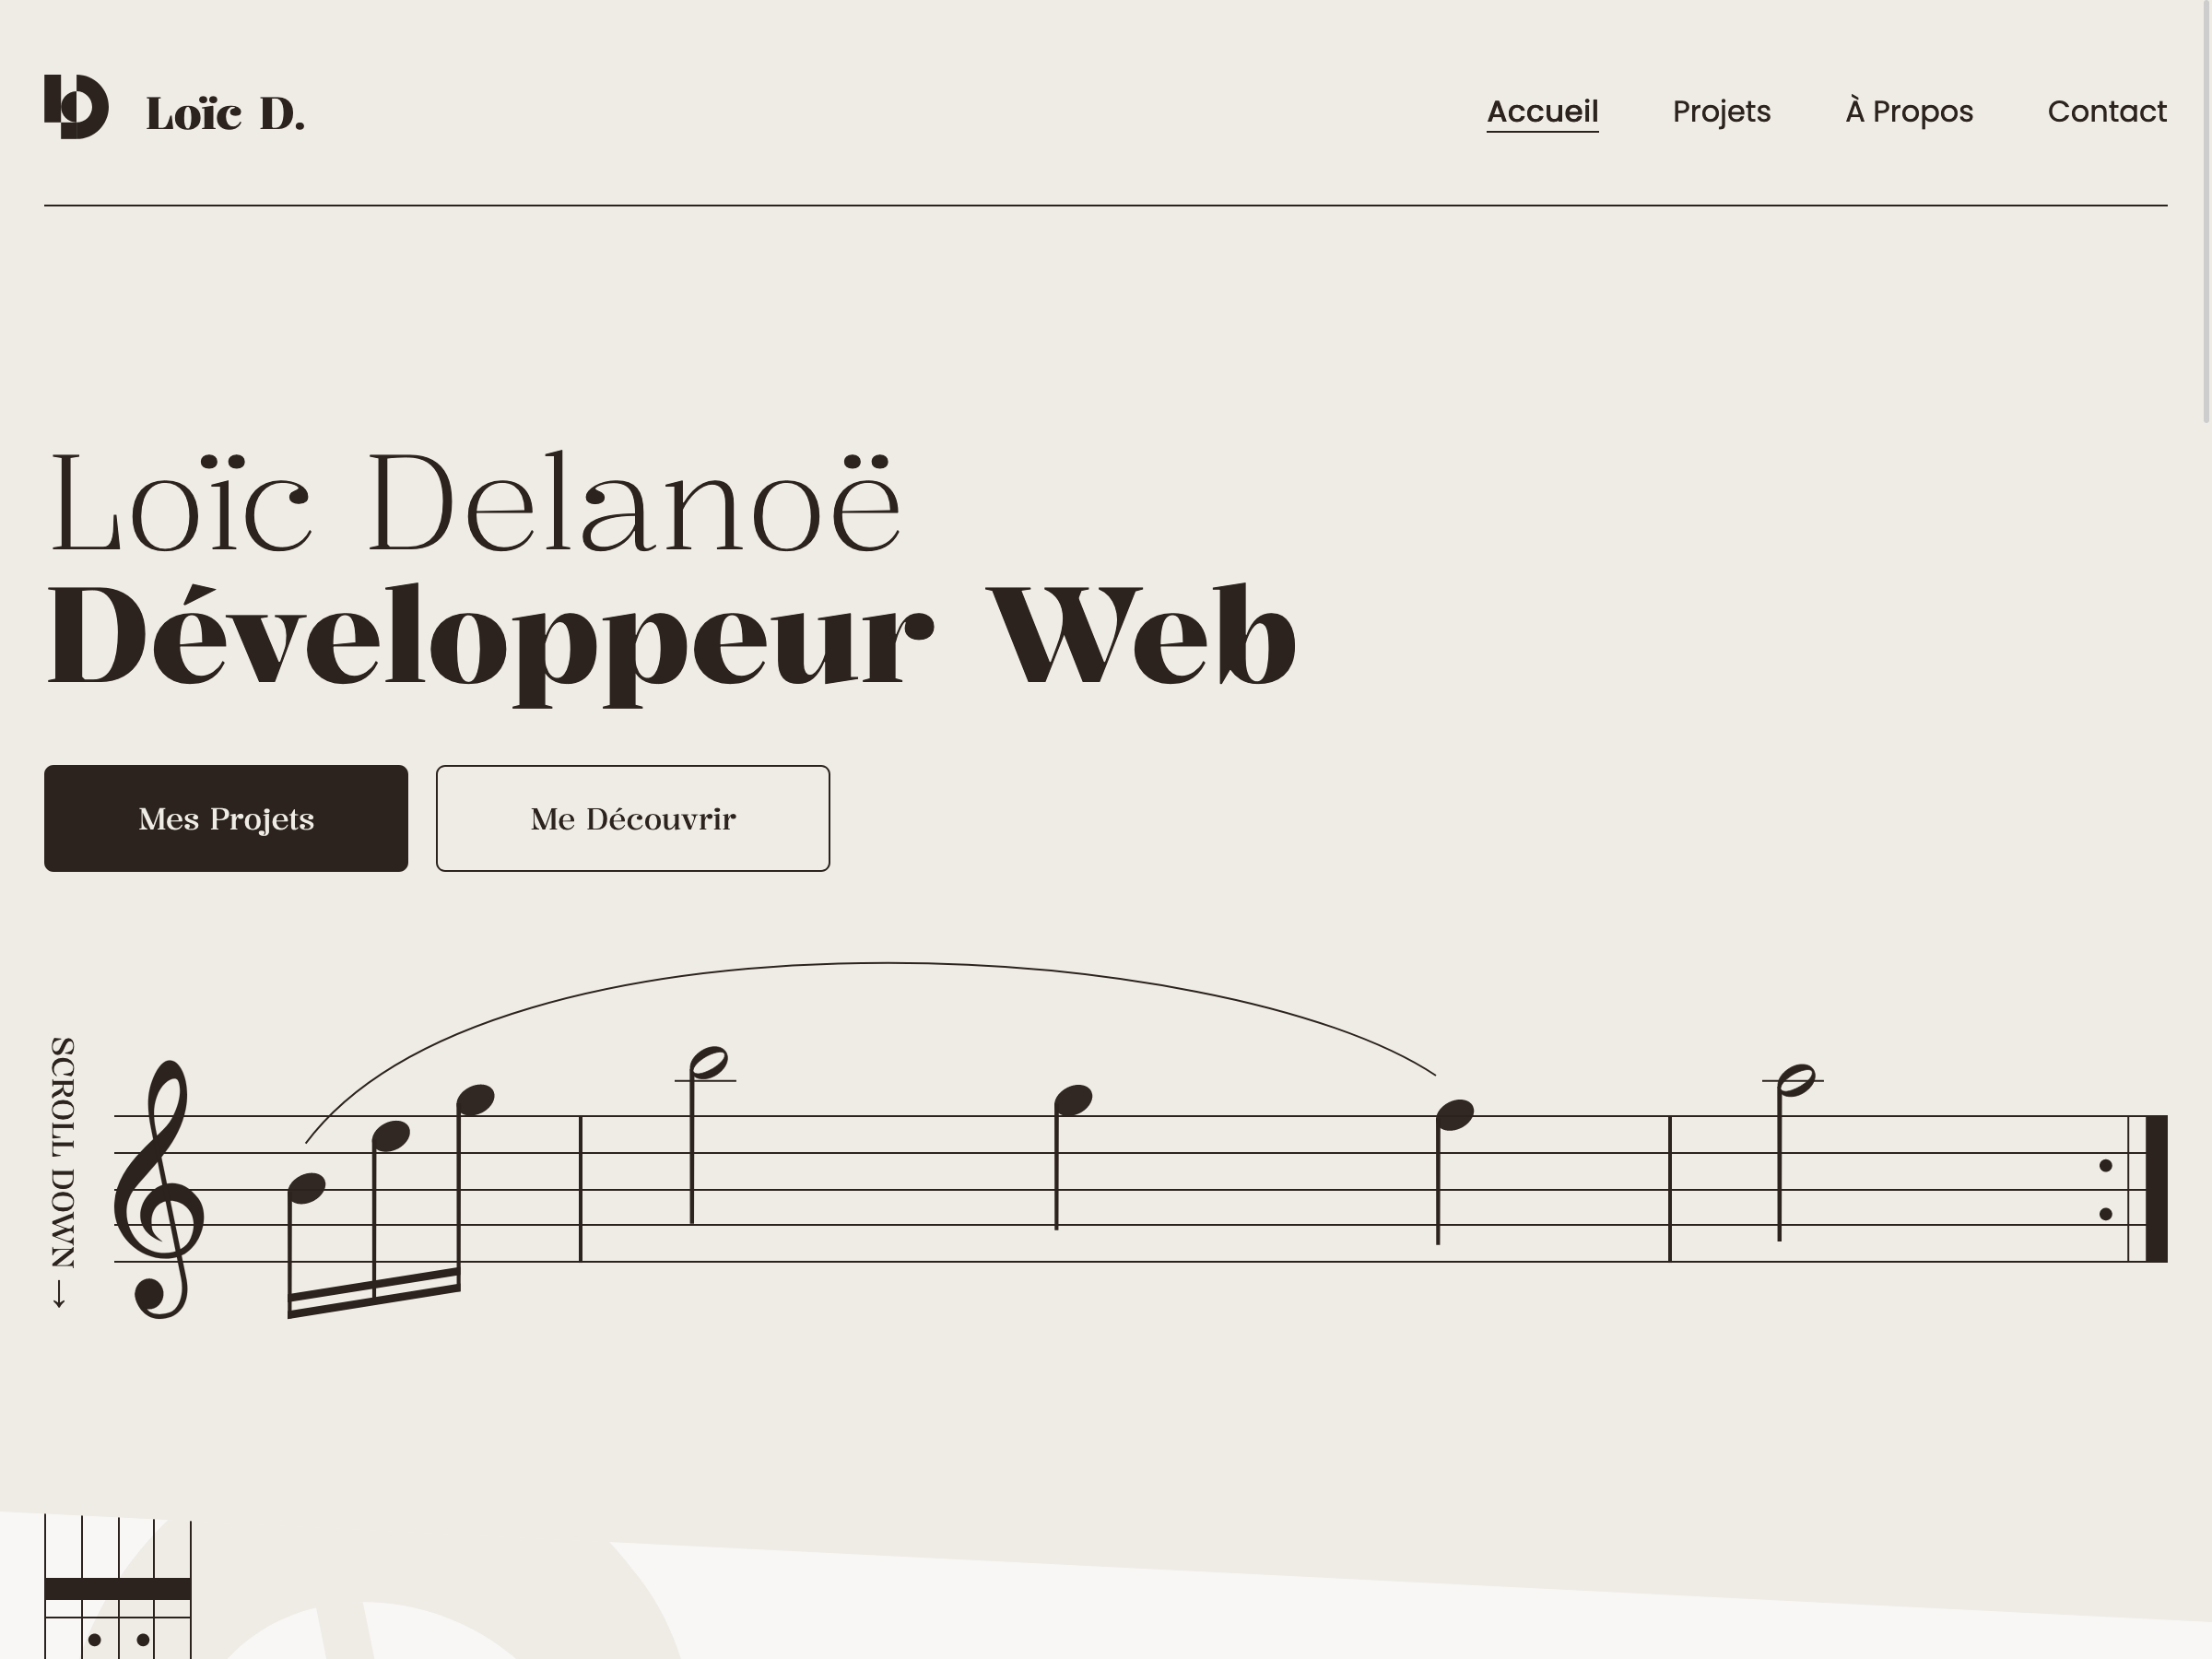 Loïc D.
Accueil
Projets
À Propos
Contact
Loïc Delanoë
Développeur Web
Mes Projets
Me Découvrir
SCROLL DOWN →